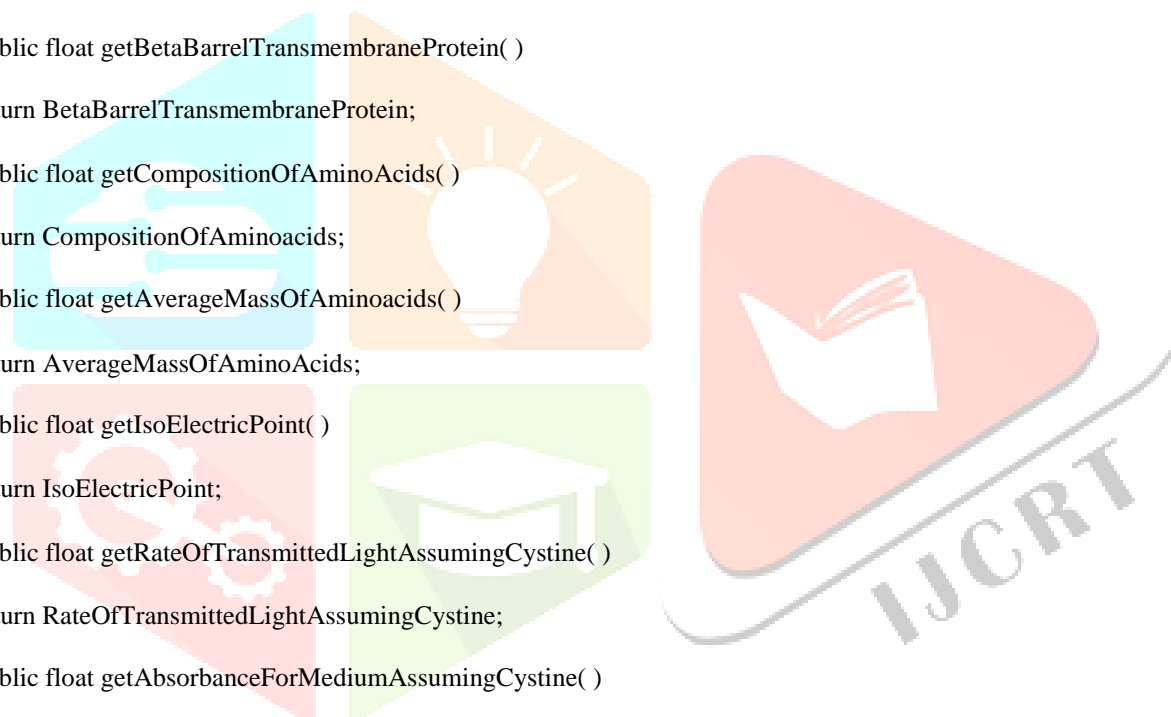 blic float getBetaBarrelTransmembraneProtein( )
urn BetaBarrelTransmembraneProtein;
blic float getCompositionOfAminoAcids( )
urn CompositionOfAminoacids;
blic float getAverageMassOfAminoacids( )
urn AverageMassOfAminoAcids;
blic float getIsoElectricPoint( )
urn IsoElectricPoint;
blic float getRateOfTransmittedLightAssumingCystine( )
urn RateOfTransmittedLightAssumingCystine;
blic float getAbsorbanceForMediumAssumingCystine( )
IJCRT